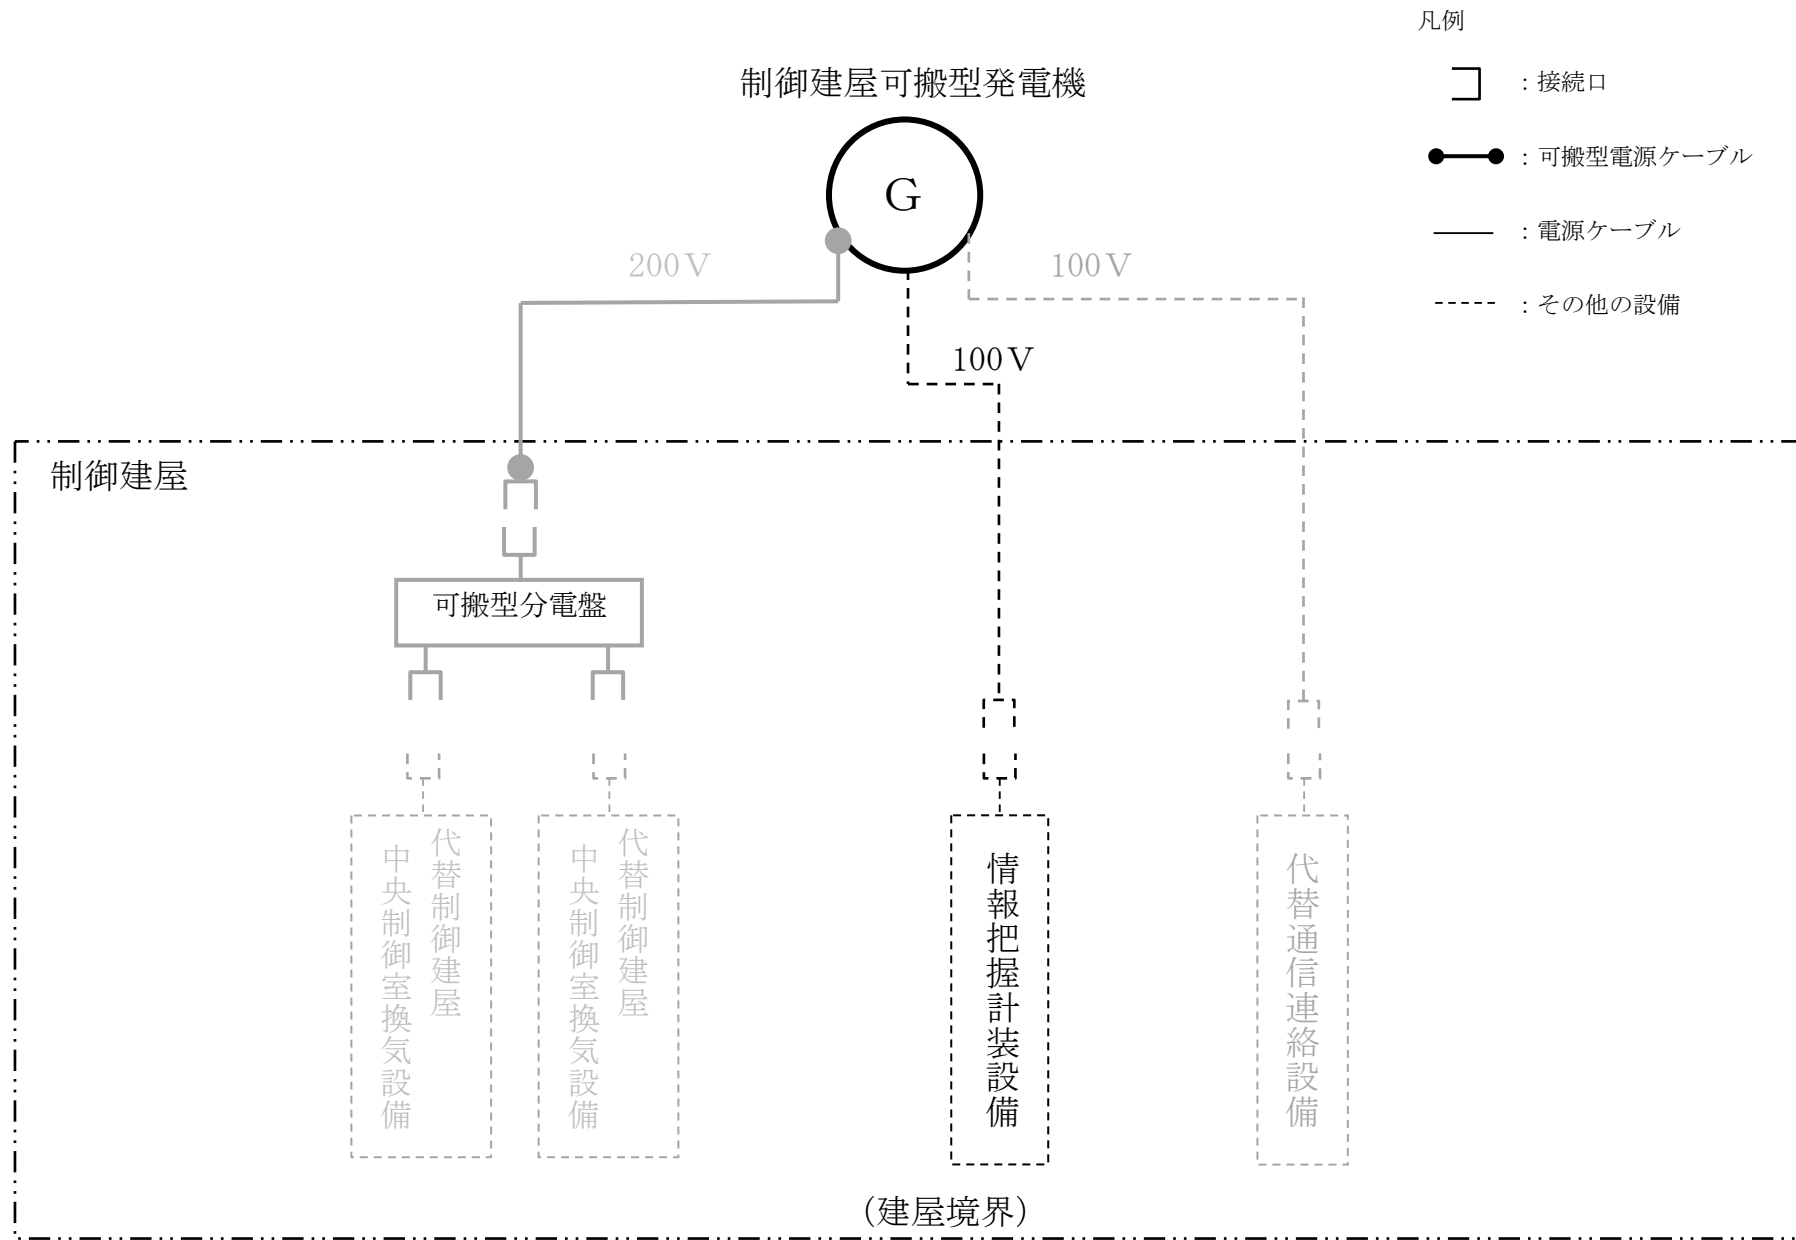 凡例
：接続口
：可搬型電源ケーブル
：電源ケーブル
：その他の設備
制御建屋可搬型発電機
G
200V
100V
100V
制御建屋
可搬型分電盤
代替制御建屋
中央制御室換気設備
代替制御建屋
中央制御室換気設備
情報把握計装設備
代替通信連絡設備
（建屋境界）